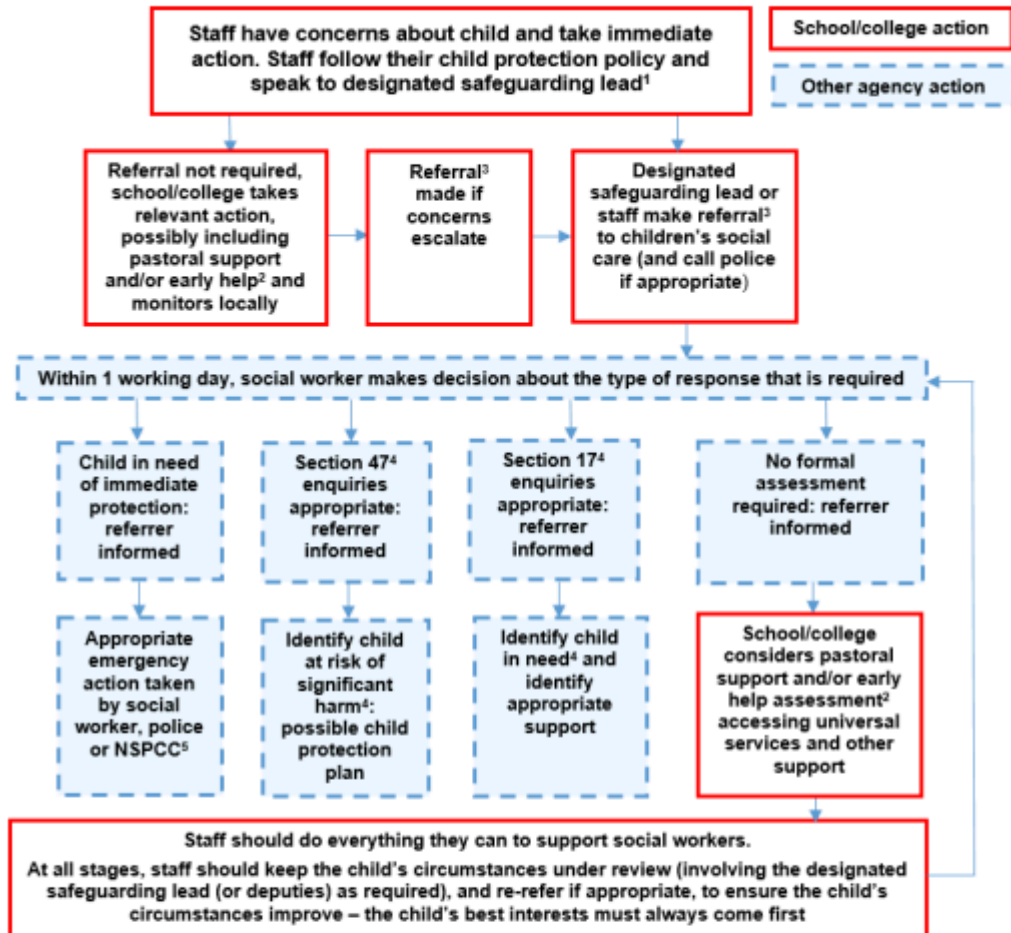 Staff have concerns about child and take immediate
action. Staff follow their child protection policy and
speak to designated safeguarding lead¹
School/college action
Other agency action
Referral not required,
school/college takes
relevant action,
possibly including
pastoral support
and/or early help² and
monitors locally
Referral³
made if
concerns
escalate
Designated
safeguarding lead or
staff make referral³
to children's social
care (and call police
if appropriate)
Within 1 working day, social worker makes decision about the type of response that is required
Child in need
of immediate
protection:
referrer
informed
Section 47⁴
enquiries
appropriate:
referrer
informed
Section 17⁴
enquiries
appropriate:
referrer
informed
No formal
assessment
required: referrer
informed
Appropriate
emergency
action taken
by social
worker, police
or NSPCC⁵
Identify child
at risk of
significant
harm⁴:
possible child
protection
plan
Identify child
in need⁴ and
identify
appropriate
support
School/college
considers pastoral
support and/or early
help assessment²
accessing universal
services and other
support
Staff should do everything they can to support social workers.
At all stages, staff should keep the child's circumstances under review (involving the designated
safeguarding lead (or deputies) as required), and re-refer if appropriate, to ensure the child's
circumstances improve – the child's best interests must always come first